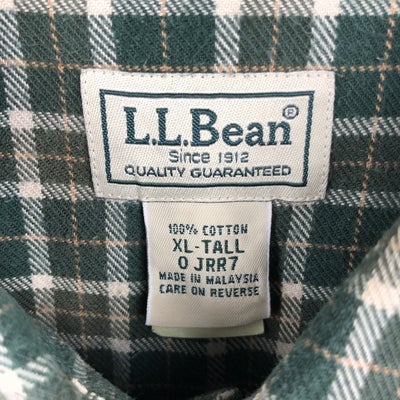 L.L.Bean®
Since 1912
QUALITY GUARANTEED
100% COTTON
XL-TALL
0 JRR7
MADE IN MALAYSIA
CARE ON REVERSE